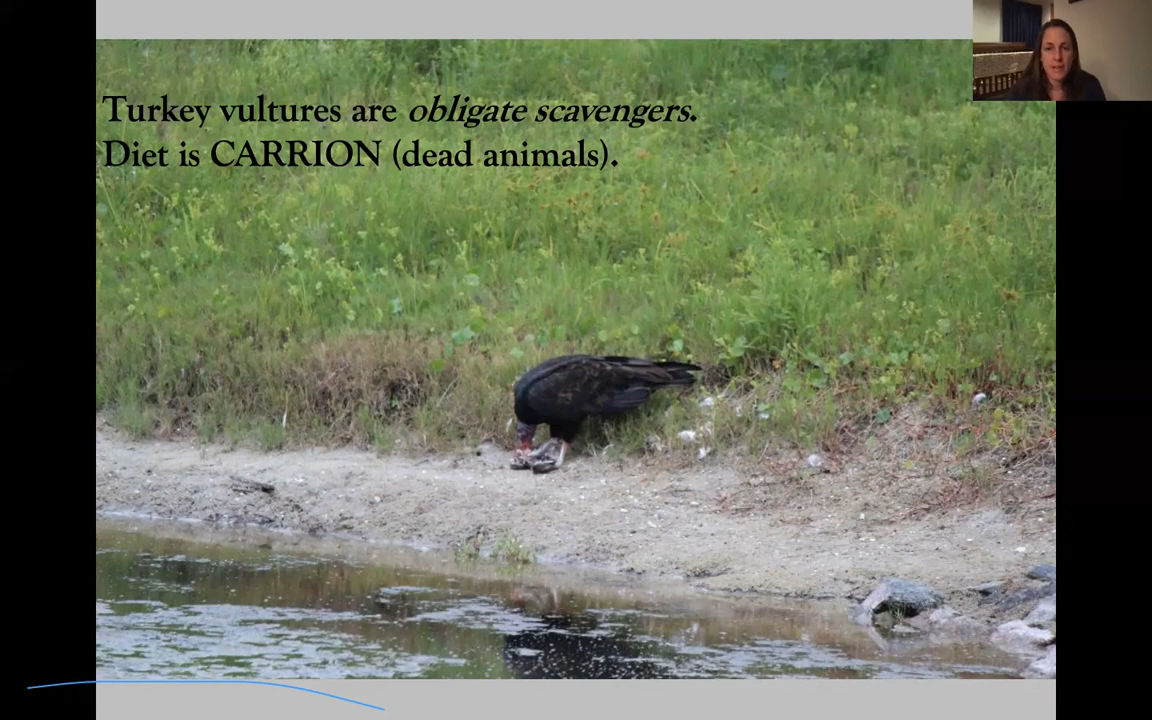 Turkey vultures are obligate scavengers.
Diet is CARRION (dead animals).